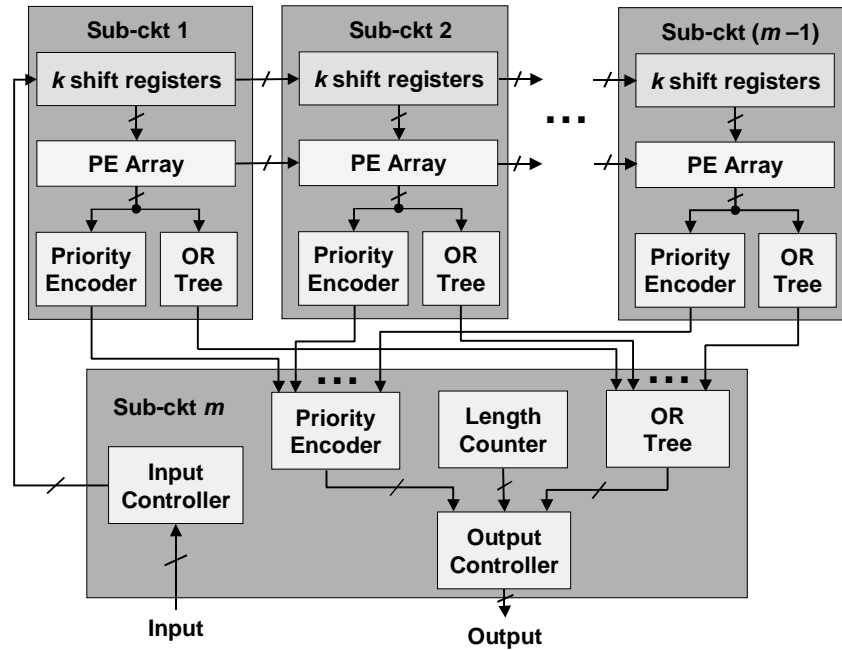 Sub-ckt 1
k shift registers
PE Array
Priority
Encoder
OR
Tree
Sub-ckt 2
k shift registers
PE Array
Priority
Encoder
OR
Tree
...
Sub-ckt (m –1)
k shift registers
PE Array
Priority
Encoder
OR
Tree
Sub-ckt m
...
Priority
Encoder
Length
Counter
...
OR
Tree
Input
Controller
Output
Controller
Input
Output